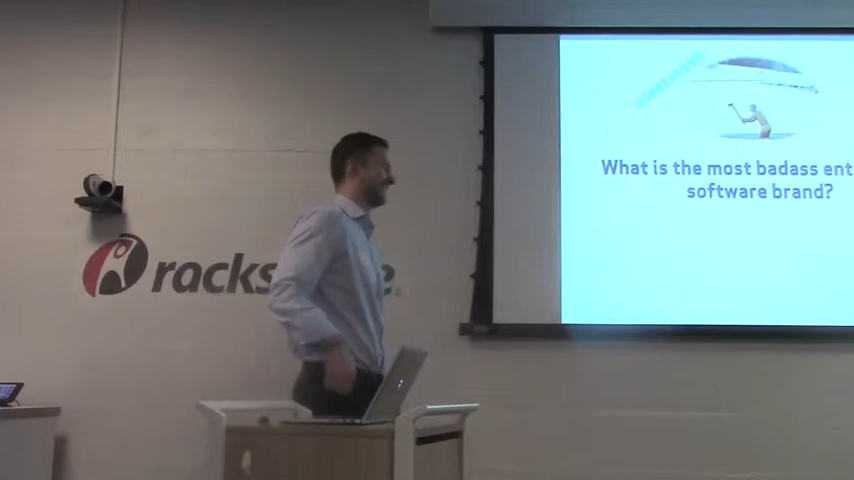 What is the most badass ent
software brand?
racks e